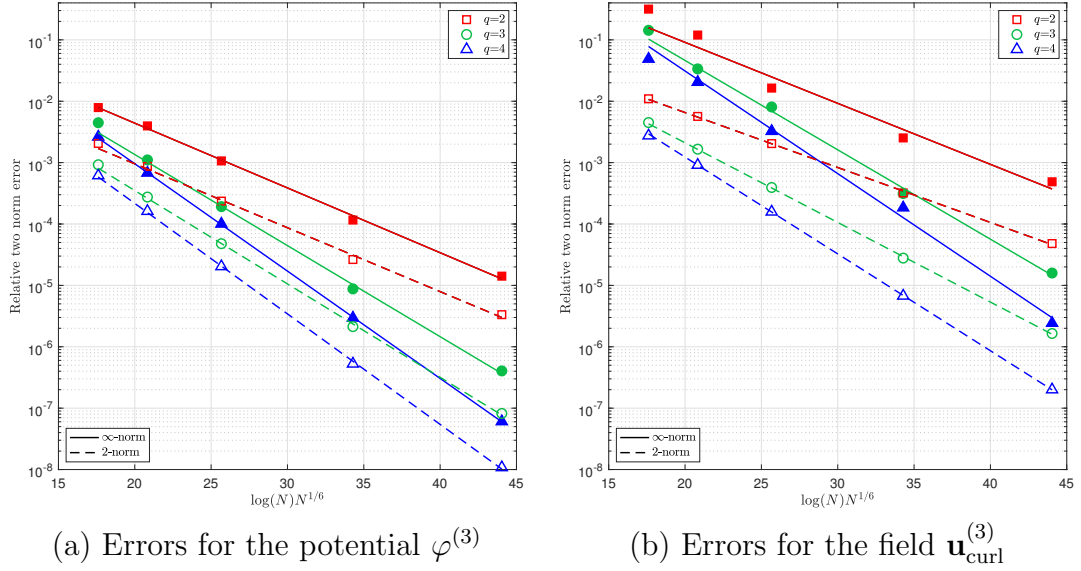 10^{-1}
10^{-2}
10^{-3}
10^{-4}
10^{-5}
10^{-6}
10^{-7}
10^{-8}
Relative two norm error
q=2
q=3
q=4
∞-norm
2-norm
15 20 25 30 35 40 45
log(N)N^{1/6}
(a) Errors for the potential φ^{(3)}
10^{-1}
10^{-2}
10^{-3}
10^{-4}
10^{-5}
10^{-6}
10^{-7}
10^{-8}
Relative two norm error
q=2
q=3
q=4
∞-norm
2-norm
15 20 25 30 35 40 45
log(N)N^{1/6}
(b) Errors for the field u_{curl}^{(3)}